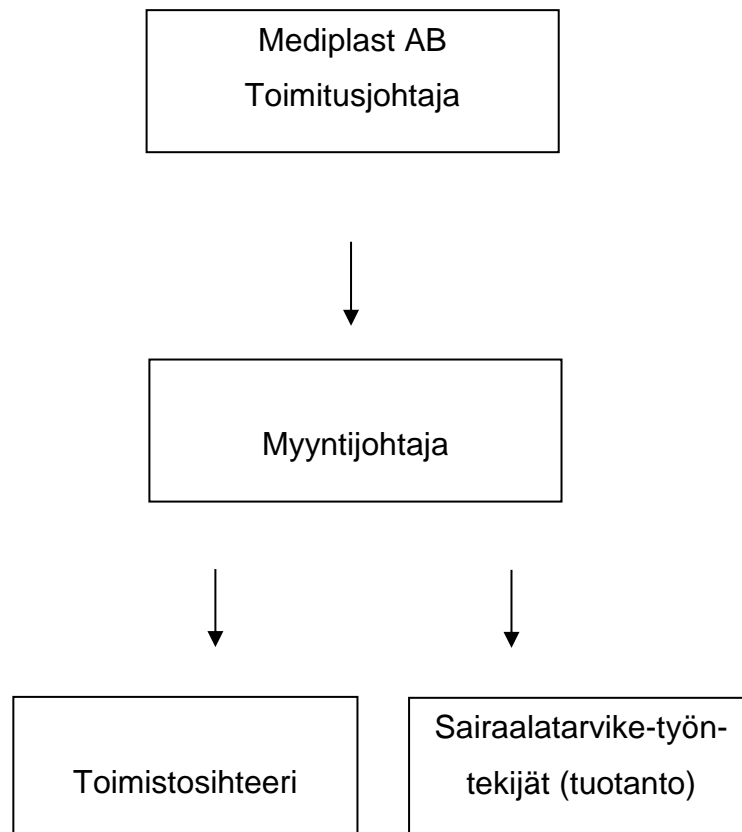 Mediplast AB
Toimitusjohtaja
Myyntijohtaja
Toimistosihteeri
Sairaalatarvike-työn-
tekijät (tuotanto)